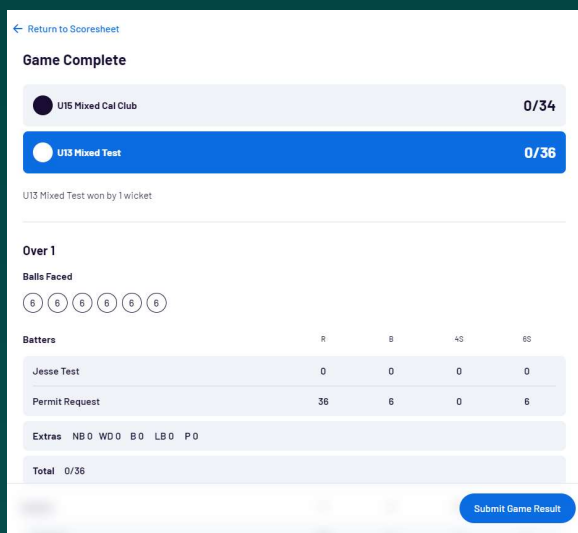 ← Return to Scoresheet
Game Complete
U15 Mixed Cal Club 0/34
U13 Mixed Test 0/36
U13 Mixed Test won by 1 wicket
Over 1
Balls Faced
6 6 6 6 6 6
Batters R B 4S 6S
Jesse Test 0 0 0 0
Permit Request 36 6 0 6
Extras NB 0 WD 0 B 0 LB 0 P 0
Total 0/36
Submit Game Result